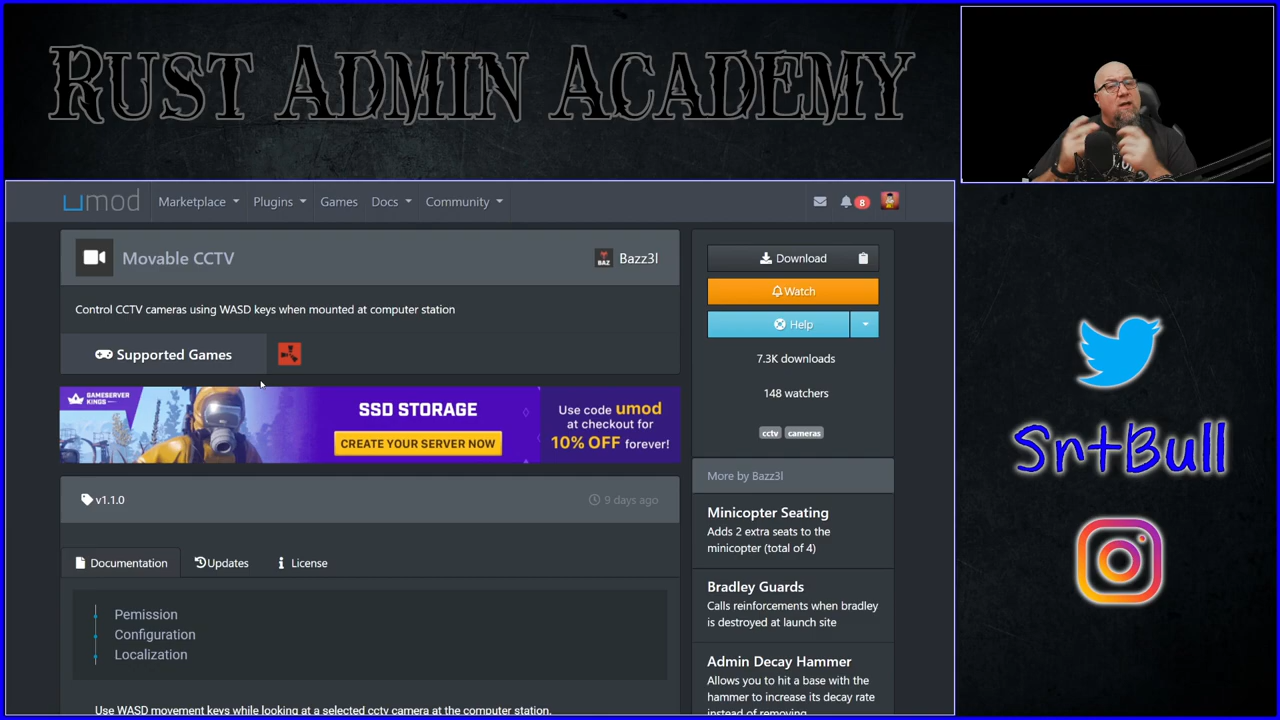 Rust Admin Academy
umod
Marketplace
Plugins
Games
Docs
Community
8
Movable CCTV
BAZ
Bazz3l
Control CCTV cameras using WASD keys when mounted at computer station
Supported Games
GAMESERVER
KINGS
SSD STORAGE
CREATE YOUR SERVER NOW
Use code umod
at checkout for
10% OFF forever!
v1.1.0
9 days ago
Documentation
Updates
License
Pemission
Configuration
Localization
Use WASD movement keys while looking at a selected cctv camera at the computer station.
Download
Watch
Help
7.3K downloads
148 watchers
cctv
cameras
More by Bazz3l
Minicopter Seating
Adds 2 extra seats to the
minicopter (total of 4)
Bradley Guards
Calls reinforcements when bradley
is destroyed at launch site
Admin Decay Hammer
Allows you to hit a base with the
hammer to increase its decay rate
instead of removing
SntBull